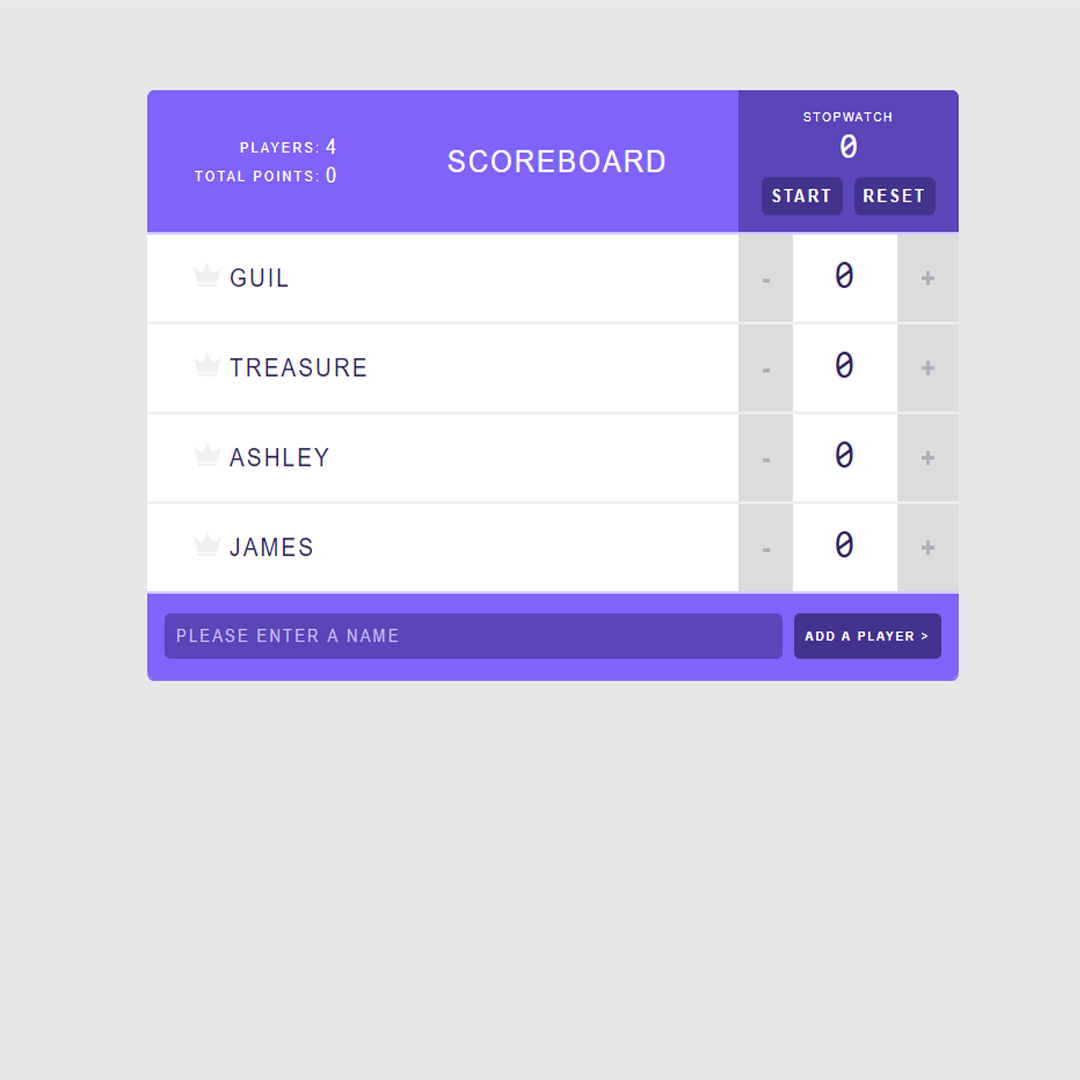 PLAYERS: 4
TOTAL POINTS: 0
SCOREBOARD
STOPWATCH
0
START RESET
GUIL - 0 +
TREASURE - 0 +
ASHLEY - 0 +
JAMES - 0 +
PLEASE ENTER A NAME
ADD A PLAYER >